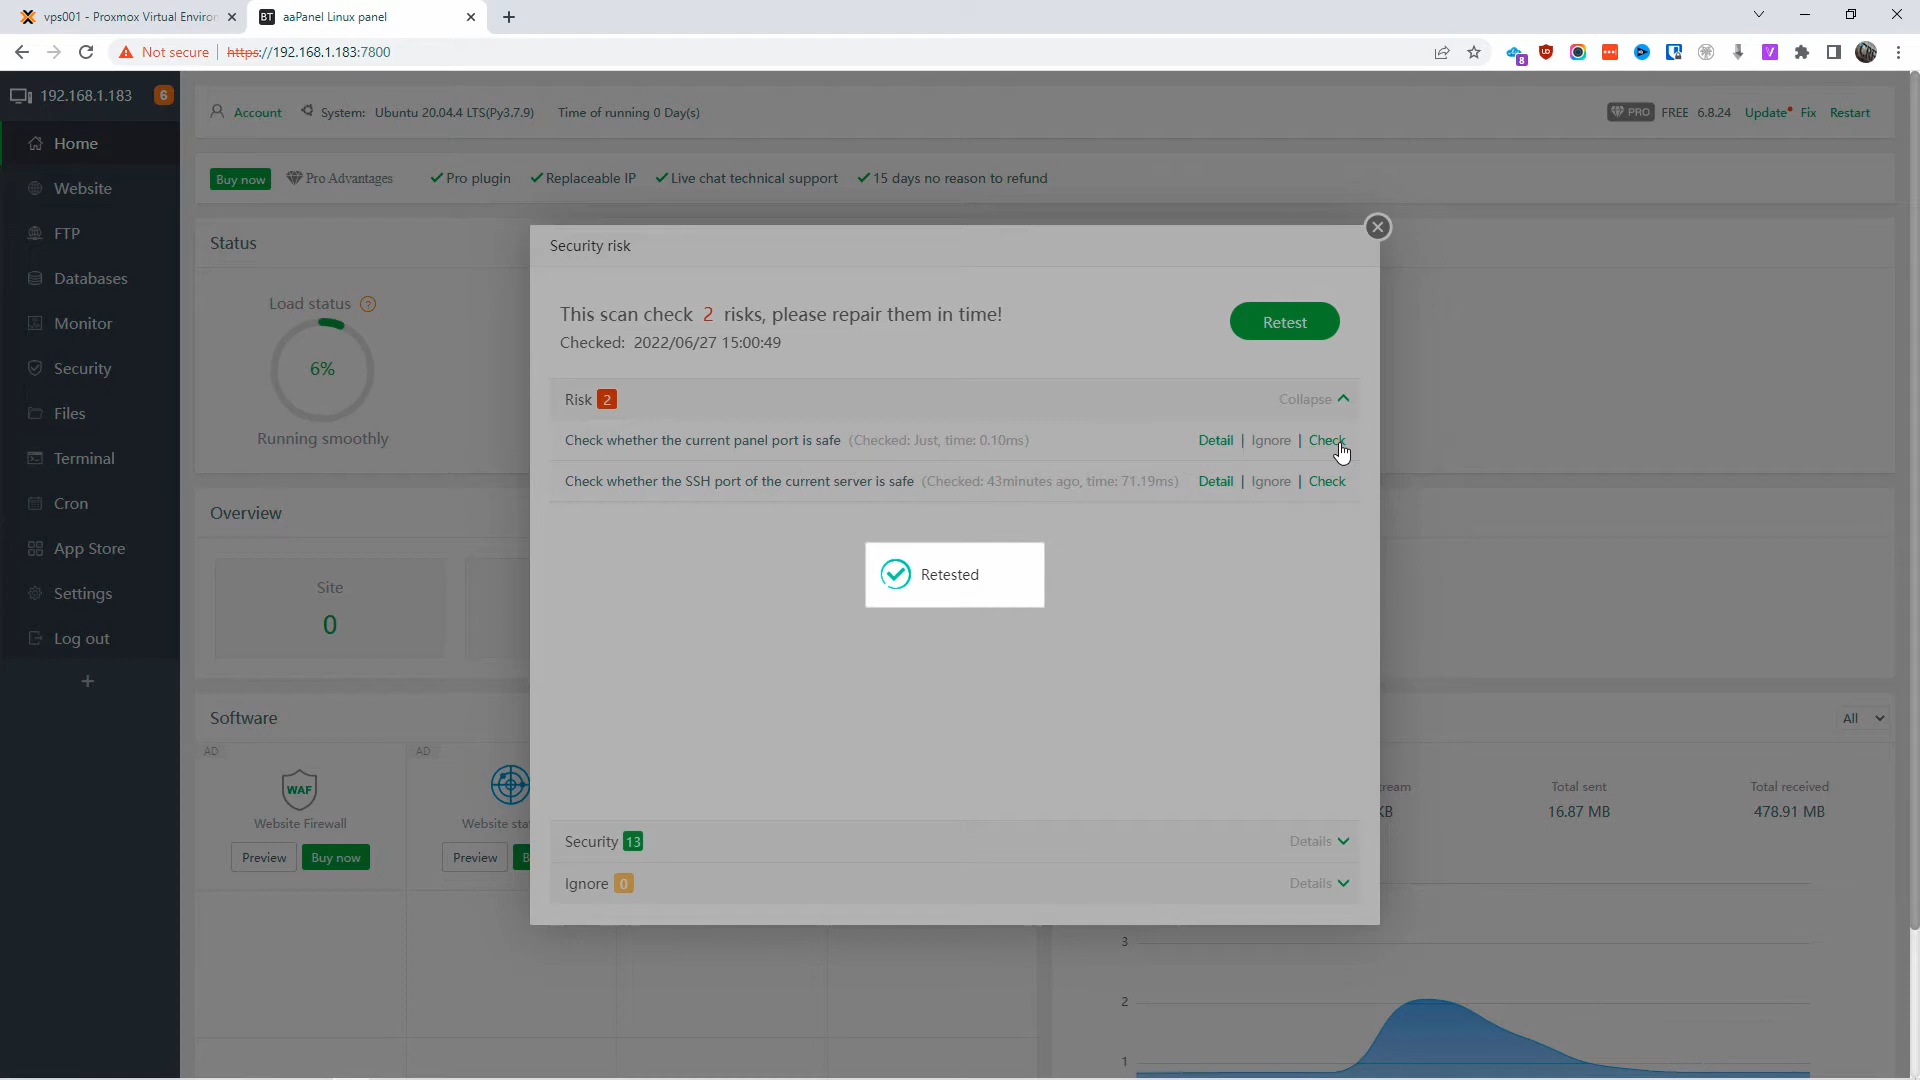 vps001 - Proxmox Virtual Environ
BT aaPanel Linux panel
Not secure https://192.168.1.183:7800
8
192.168.1.183 6
Home
Website
FTP
Databases
Monitor
Security
Files
Terminal
Cron
App Store
Settings
Log out
Account System: Ubuntu 20.04.4 LTS(Py3.7.9) Time of running 0 Day(s)
PRO FREE 6.8.24 Update Fix Restart
Buy now Pro Advantages Pro plugin Replaceable IP Live chat technical support 15 days no reason to refund
Status
Load status ?
6%
Running smoothly
Overview
Site
0
Software
AD
AD
WAF
Website Firewall
Website sta
Preview Buy now
Preview B
Security risk
This scan check 2 risks, please repair them in time!
Checked: 2022/06/27 15:00:49
Retest
Risk 2 Collapse
Check whether the current panel port is safe (Checked: Just, time: 0.10ms) Detail | Ignore | Check
Check whether the SSH port of the current server is safe (Checked: 43minutes ago, time: 71.19ms) Detail | Ignore | Check
Retested
Security 13 Details
Ignore 0 Details
All
ream
KB
Total sent
16.87 MB
Total received
478.91 MB
3
2
1